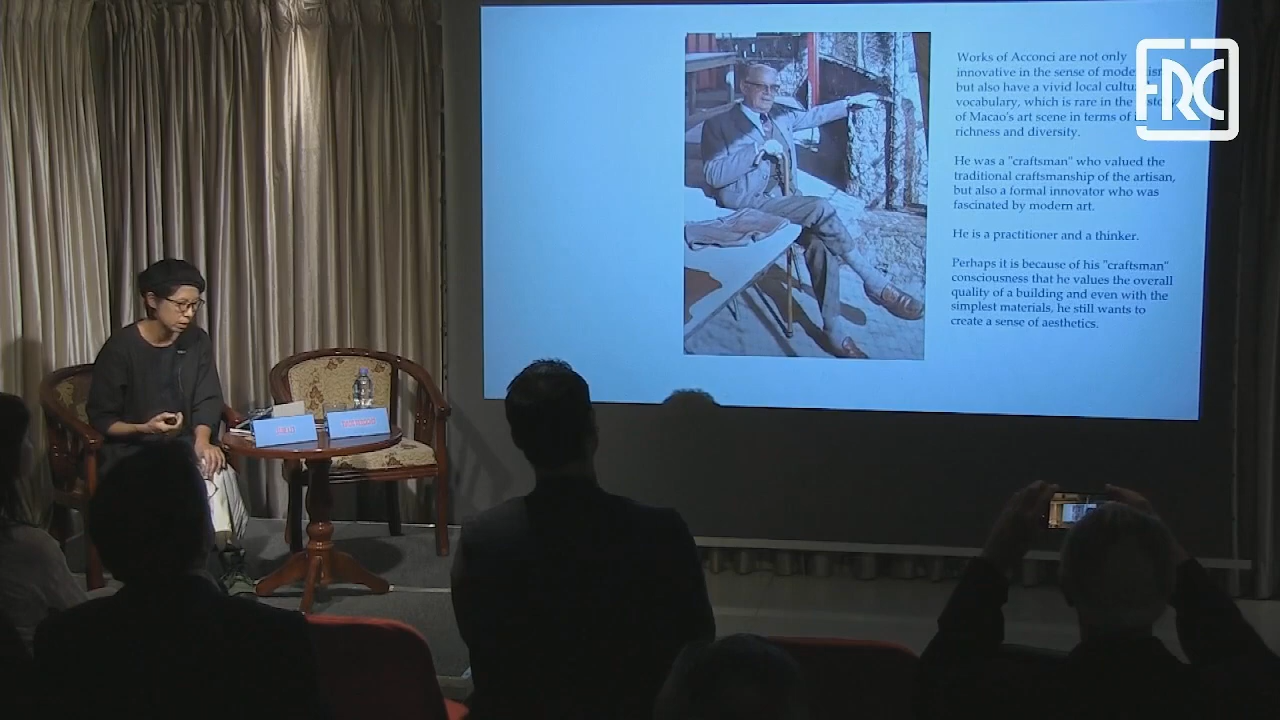 Works of Acconci are not only
innovative in the sense of modernism
but also have a vivid local
vocabulary, which is rare in the history
of Macao's art scene in terms of
richness and diversity.
He was a "craftsman" who valued the
traditional craftsmanship of the artisan,
but also a formal innovator who was
fascinated by modern art.
He is a practitioner and a thinker.
Perhaps it is because of his "craftsman"
consciousness that he values the overall
quality of a building and even with the
simplest materials, he still wants to
create a sense of aesthetics.
FRC